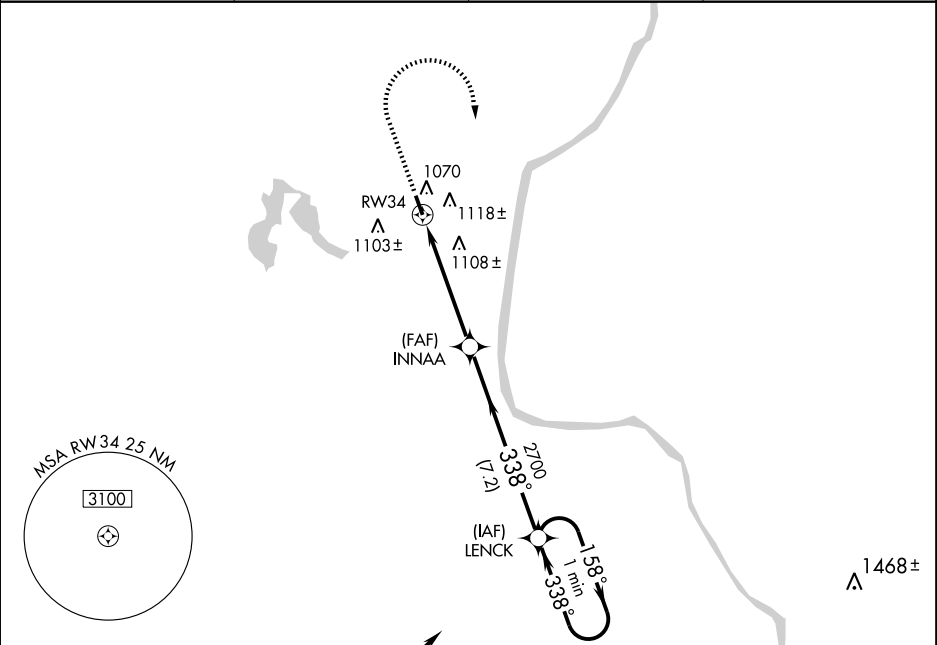 1070
RW34
1118±
1103±
1108±
(FAF)
INNAA
MSA RW34 25 NM
3100
2700
338°
(7.2)
(IAF)
LENCK
158°
1 min
338°
1468±